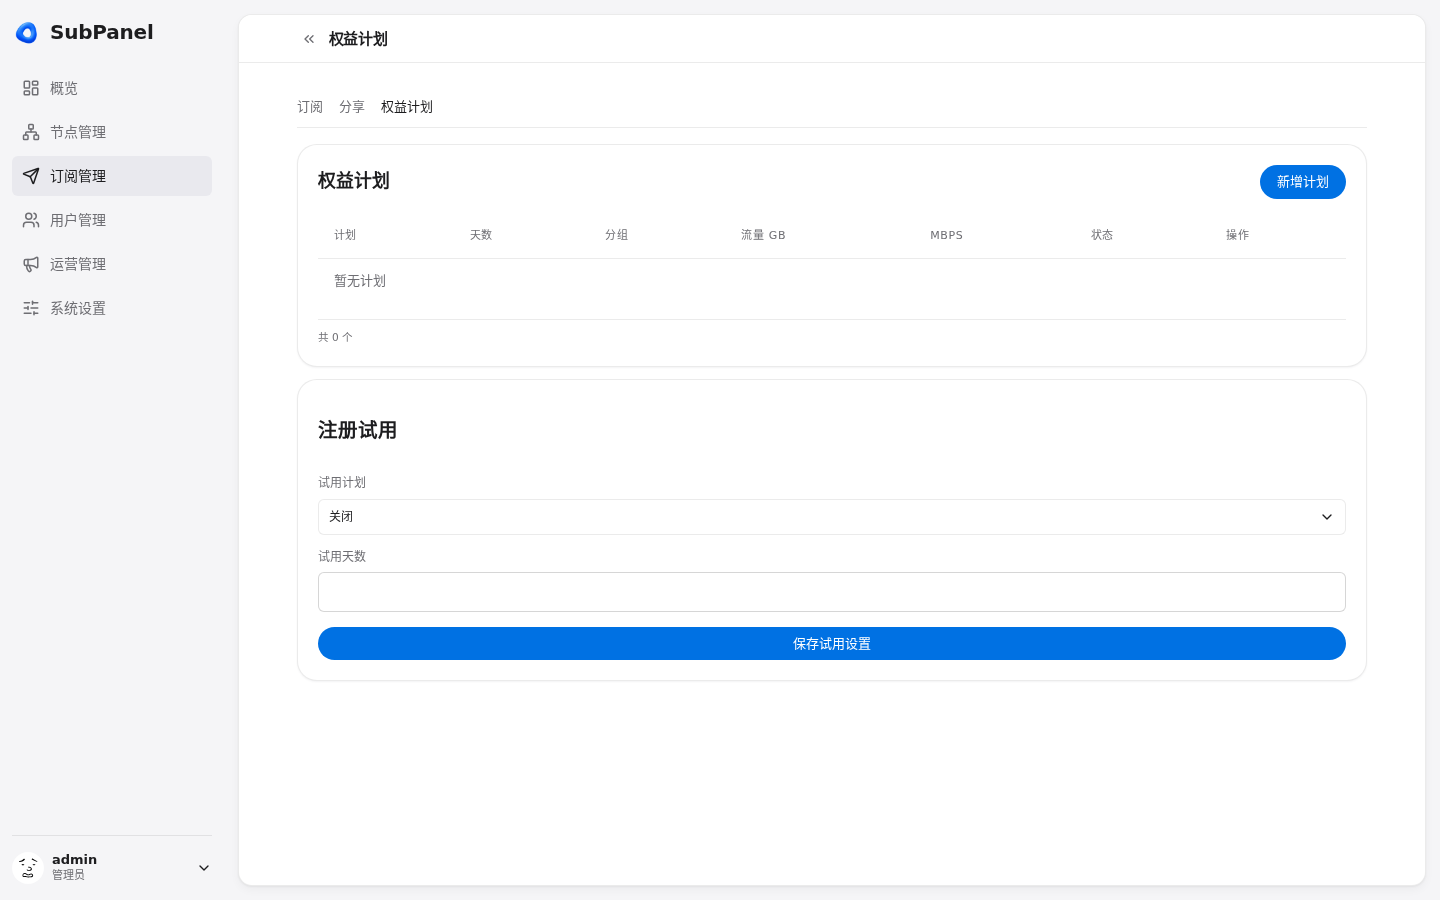 SubPanel
概览
节点管理
订阅管理
用户管理
运营管理
系统设置
admin
管理员
权益计划
订阅 分享 权益计划
权益计划
新增计划
计划 天数 分组 流量 GB MBPS 状态 操作
暂无计划
共 0 个
注册试用
试用计划
关闭
试用天数
保存试用设置